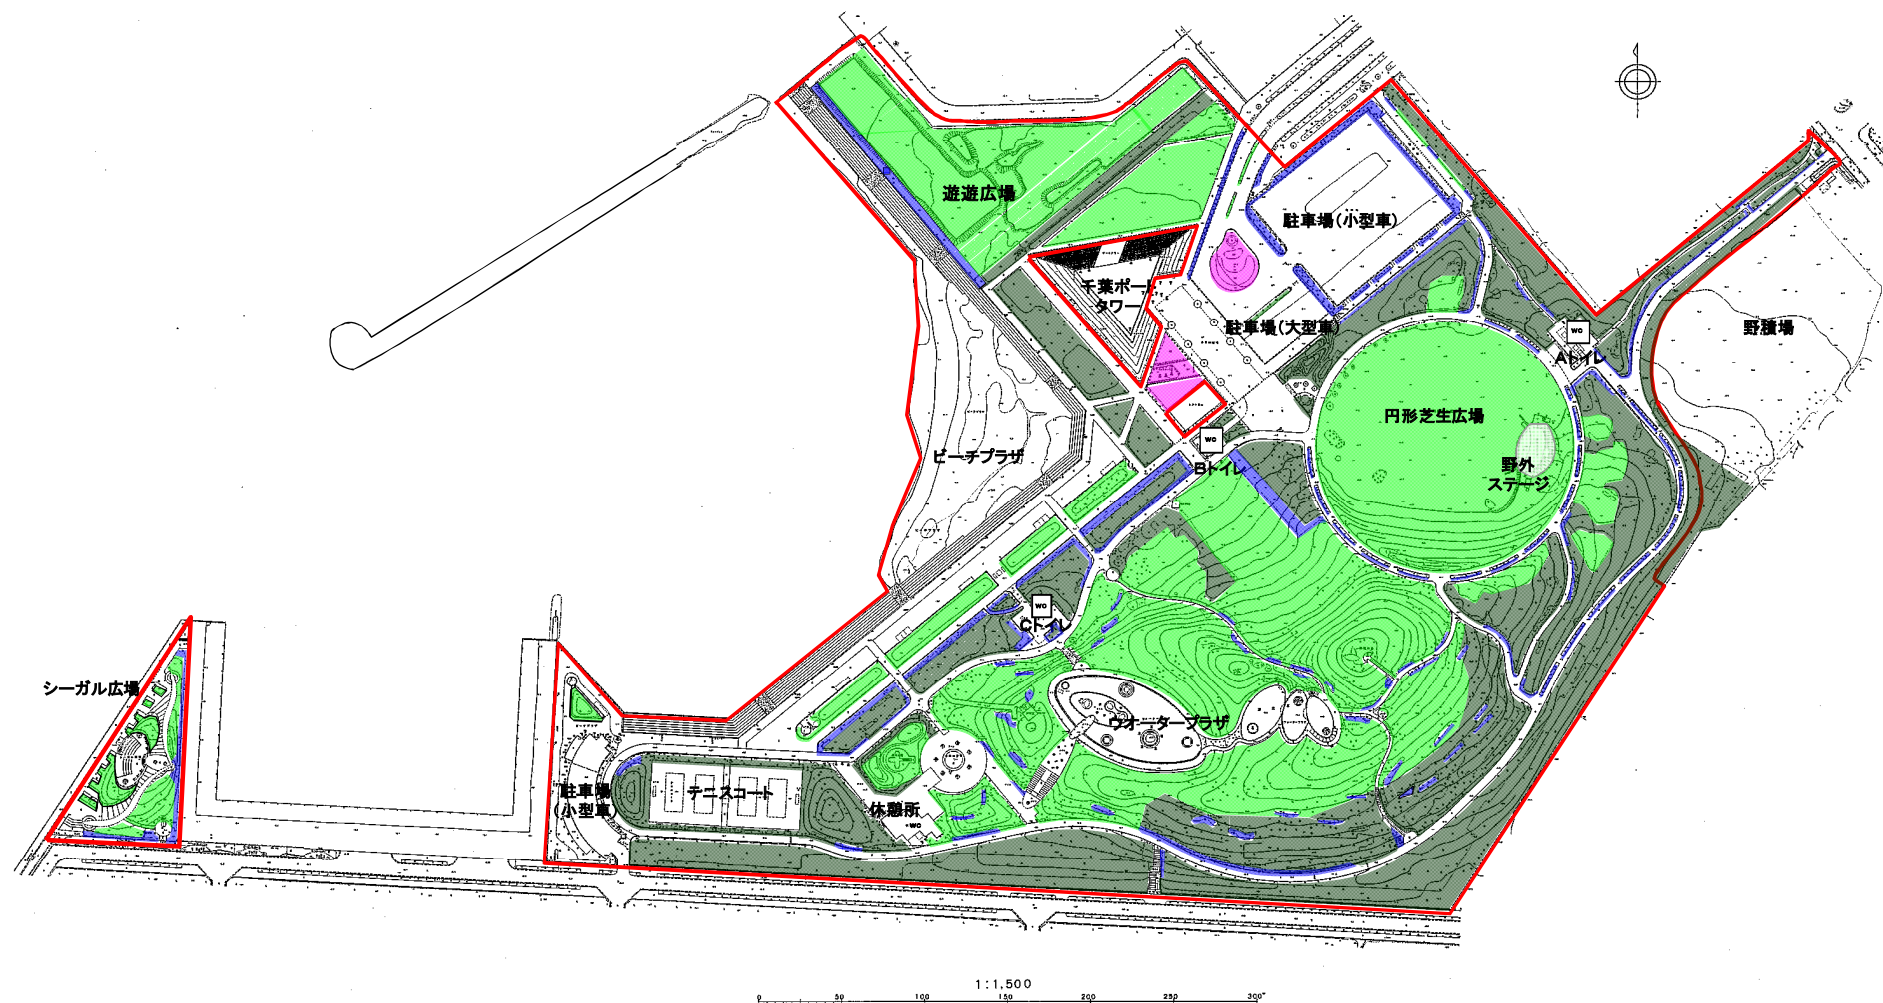 遊遊広場
駐車場(小型車)
千葉ポート
タワー
駐車場(大型車)
野積場
WC
Aトイレ
円形芝生広場
WC
Bトイレ
ビーチプラザ
野外
ステージ
WC
Cトイレ
シーガル広場
ウオータープラザ
駐車場
(小型車)
テニスコート
休憩所
WC
1:1,500
0 50 100 150 200 250 300m